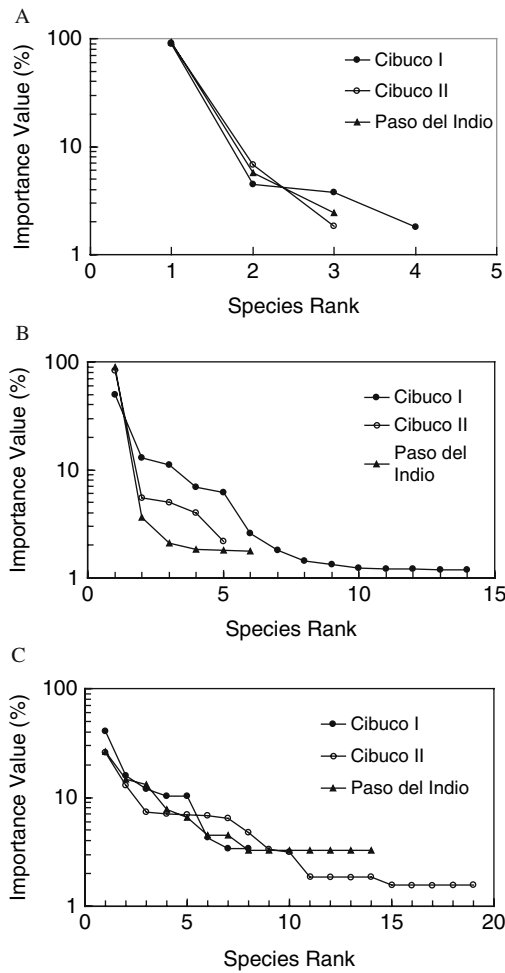 A
Importance Value (%)
100
10
1
0 1 2 3 4 5
Species Rank
Cibuco I
Cibuco II
Paso del Indio
B
Importance Value (%)
100
10
1
0 5 10 15
Species Rank
Cibuco I
Cibuco II
Paso del
Indio
C
Importance Value (%)
100
10
1
0 5 10 15 20
Species Rank
Cibuco I
Cibuco II
Paso del Indio